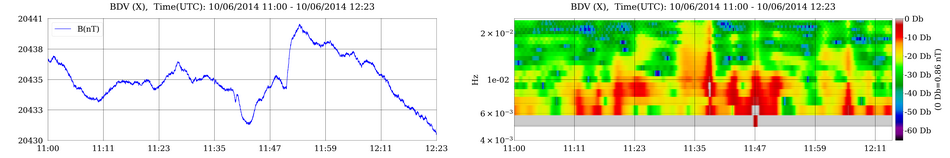 BDV (X), Time(UTC): 10/06/2014 11:00 - 10/06/2014 12:23
20441
20438
20435
20433
20430
B(nT)
11:00
11:11
11:23
11:35
11:47
11:59
12:11
12:23
BDV (X), Time(UTC): 10/06/2014 11:00 - 10/06/2014 12:23
2 × 10⁻²
1e-02
6 × 10⁻³
4 × 10⁻³
Hz
11:00
11:11
11:23
11:35
11:47
11:59
12:11
0 Db
-10 Db
-20 Db
-30 Db
-40 Db
-50 Db
-60 Db
(0 Db=0.86 nT)